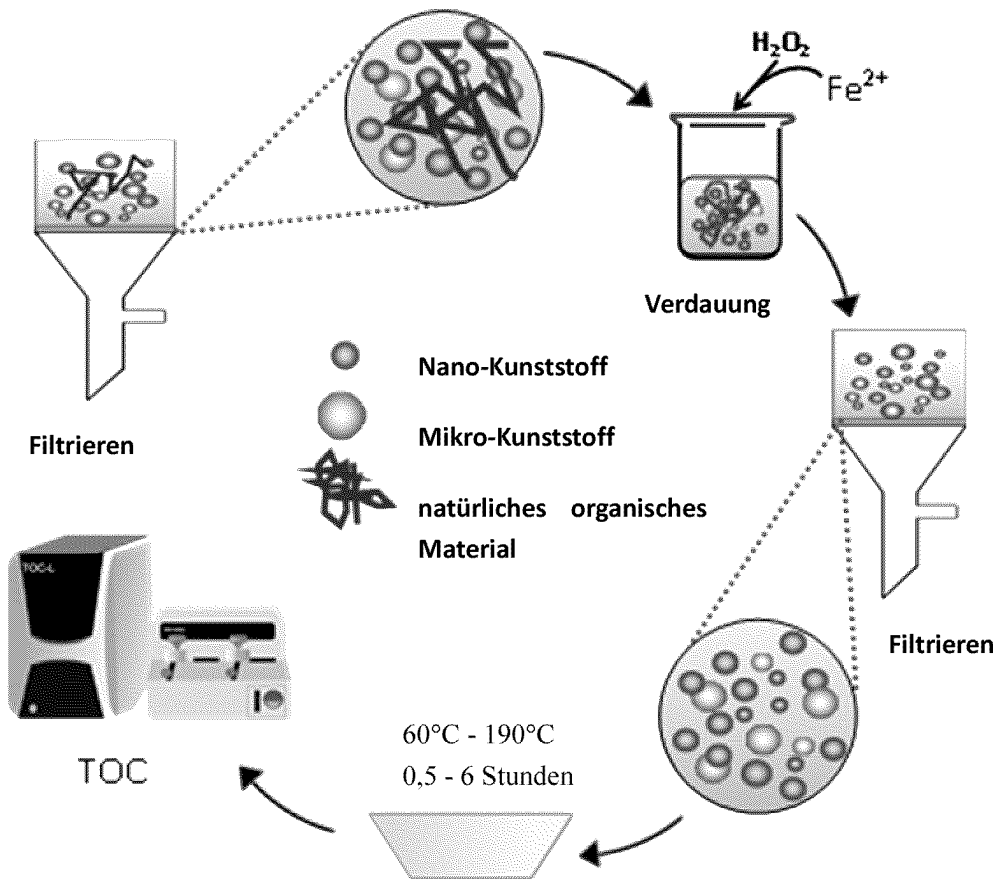 H₂O₂
Fe²⁺
Verdauung
Filtrieren
Nano-Kunststoff
Mikro-Kunststoff
natürliches organisches
Material
Filtrieren
TOC-L
TOC
60°C - 190°C
0,5 - 6 Stunden